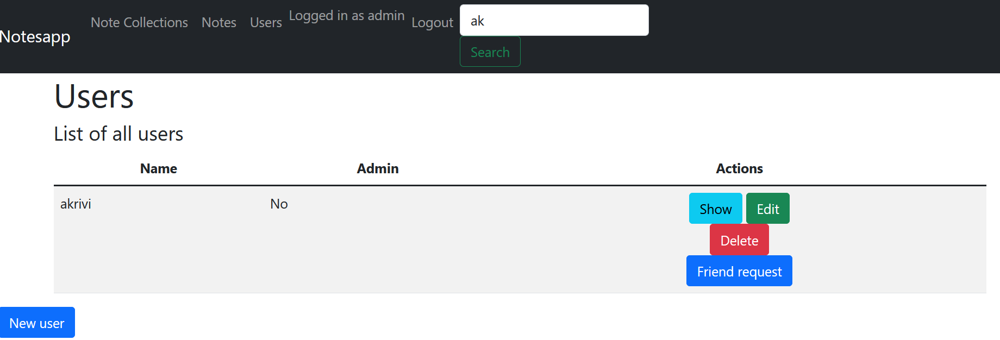 Notesapp
Note Collections Notes Users Logged in as admin Logout ak
Search
Users
List of all users
Name Admin Actions
akrivi No Show Edit
Delete
Friend request
New user